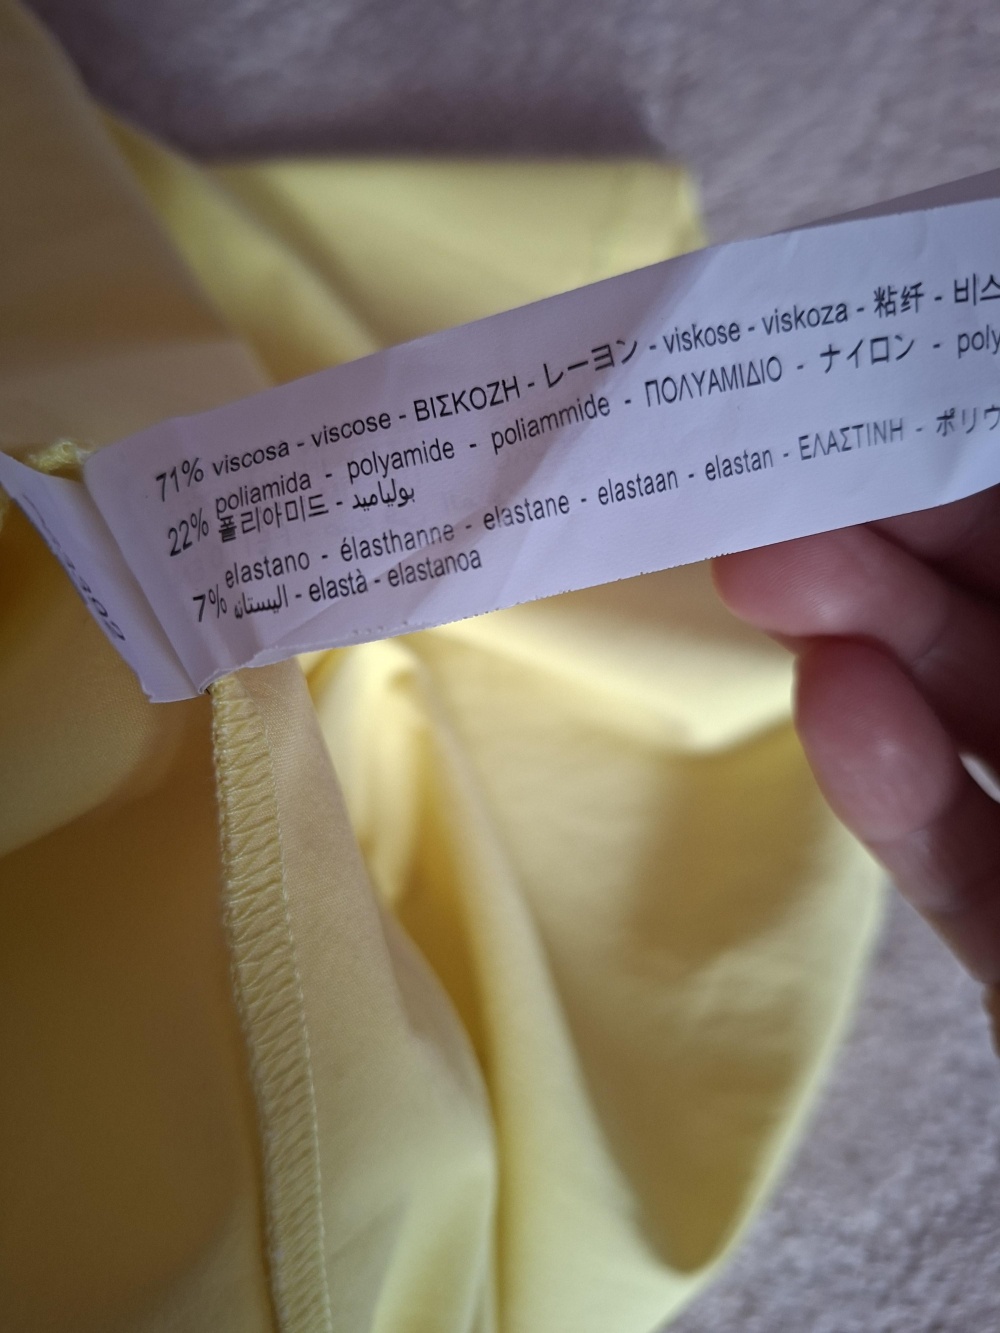 71% viscosa - viscose - ΒΙΣΚΟΖΗ - レーヨン - viskose - viskoza - 粘纤 - 비스
poliamida - polyamide - poliammide - ΠΟΛΥΑΜΙΔΙΟ - ナイロン - poly
22% 폴리아미드 - بولياميد
elastano - élasthanne - elastane - elastaan - elastan - ΕΛΑΣΤΙΝΗ - ポリウ
7% اليستانه - elastà - elastanoa